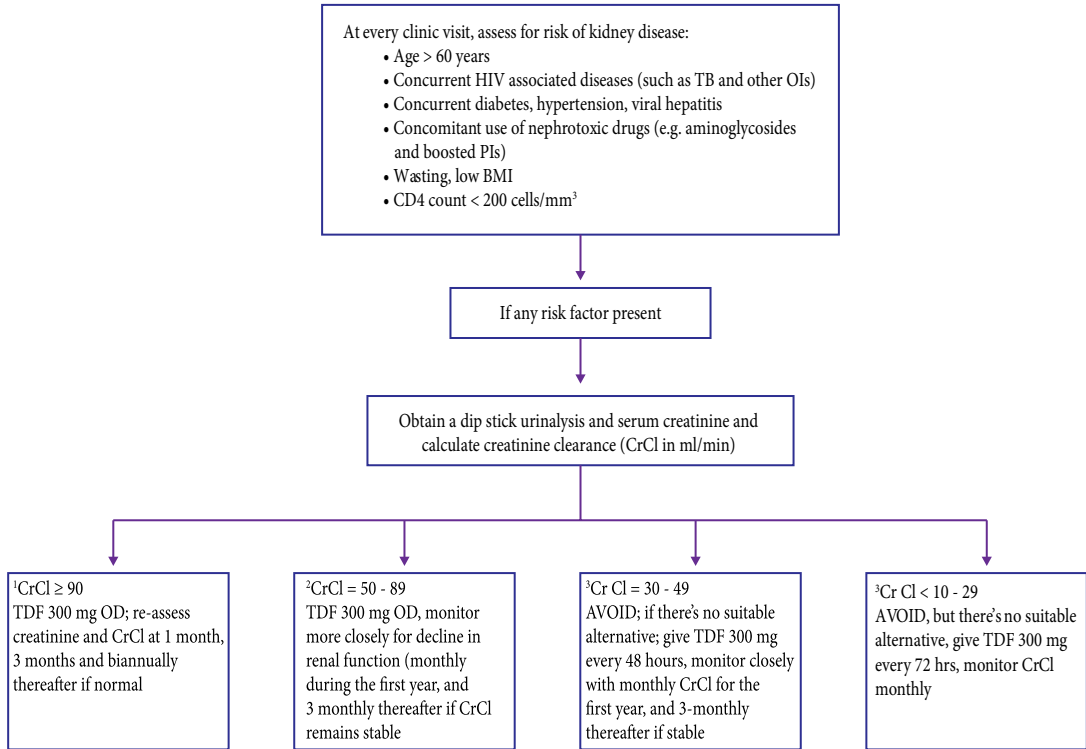 At every clinic visit, assess for risk of kidney disease:
• Age > 60 years
• Concurrent HIV associated diseases (such as TB and other OIs)
• Concurrent diabetes, hypertension, viral hepatitis
• Concomitant use of nephrotoxic drugs (e.g. aminoglycosides
and boosted PIs)
• Wasting, low BMI
• CD4 count < 200 cells/mm³
If any risk factor present
Obtain a dip stick urinalysis and serum creatinine and
calculate creatinine clearance (CrCl in ml/min)
¹CrCl ≥ 90
TDF 300 mg OD; re-assess
creatinine and CrCl at 1 month,
3 months and biannually
thereafter if normal
²CrCl = 50 - 89
TDF 300 mg OD, monitor
more closely for decline in
renal function (monthly
during the first year, and
3 monthly thereafter if CrCl
remains stable
³Cr Cl = 30 - 49
AVOID; if there's no suitable
alternative; give TDF 300 mg
every 48 hours, monitor closely
with monthly CrCl for the
first year, and 3-monthly
thereafter if stable
³Cr Cl < 10 - 29
AVOID, but there's no suitable
alternative, give TDF 300 mg
every 72 hrs, monitor CrCl
monthly